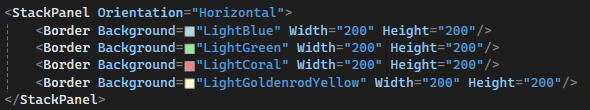 <StackPanel Orientation="Horizontal">
    <Border Background="LightBlue" Width="200" Height="200"/>
    <Border Background="LightGreen" Width="200" Height="200"/>
    <Border Background="LightCoral" Width="200" Height="200"/>
    <Border Background="LightGoldenrodYellow" Width="200" Height="200"/>
</StackPanel>